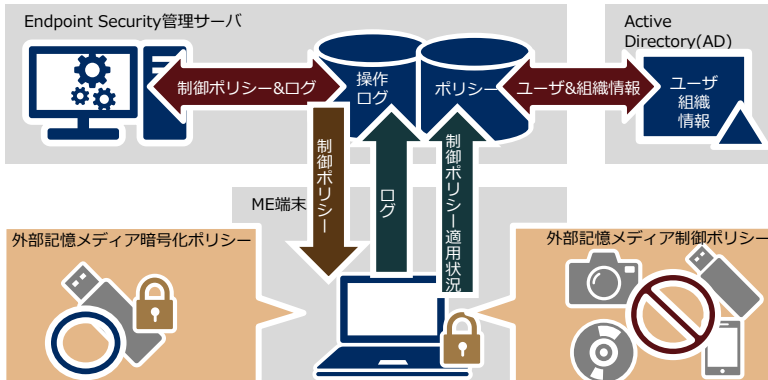 Endpoint Security管理サーバ
Active
Directory(AD)
制御ポリシー&ログ
操作
ログ
ポリシー
ユーザ&組織情報
ユーザ
組織
情報
制御ポリシー
ログ
制御ポリシー適用状況
ME端末
外部記憶メディア暗号化ポリシー
外部記憶メディア制御ポリシー